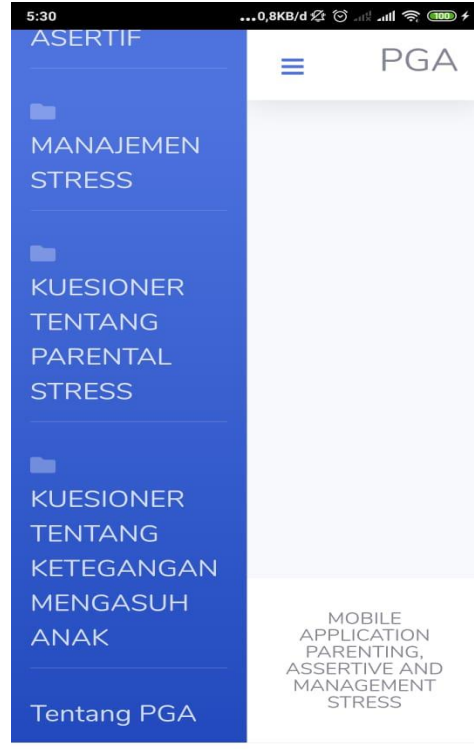 5:30
...0,8KB/d
100
ASERTIF
MANAJEMEN
STRESS
KUESIONER
TENTANG
PARENTAL
STRESS
KUESIONER
TENTANG
KETEGANGAN
MENGASUH
ANAK
Tentang PGA
PGA
MOBILE
APPLICATION
PARENTING,
ASSERTIVE AND
MANAGEMENT
STRESS